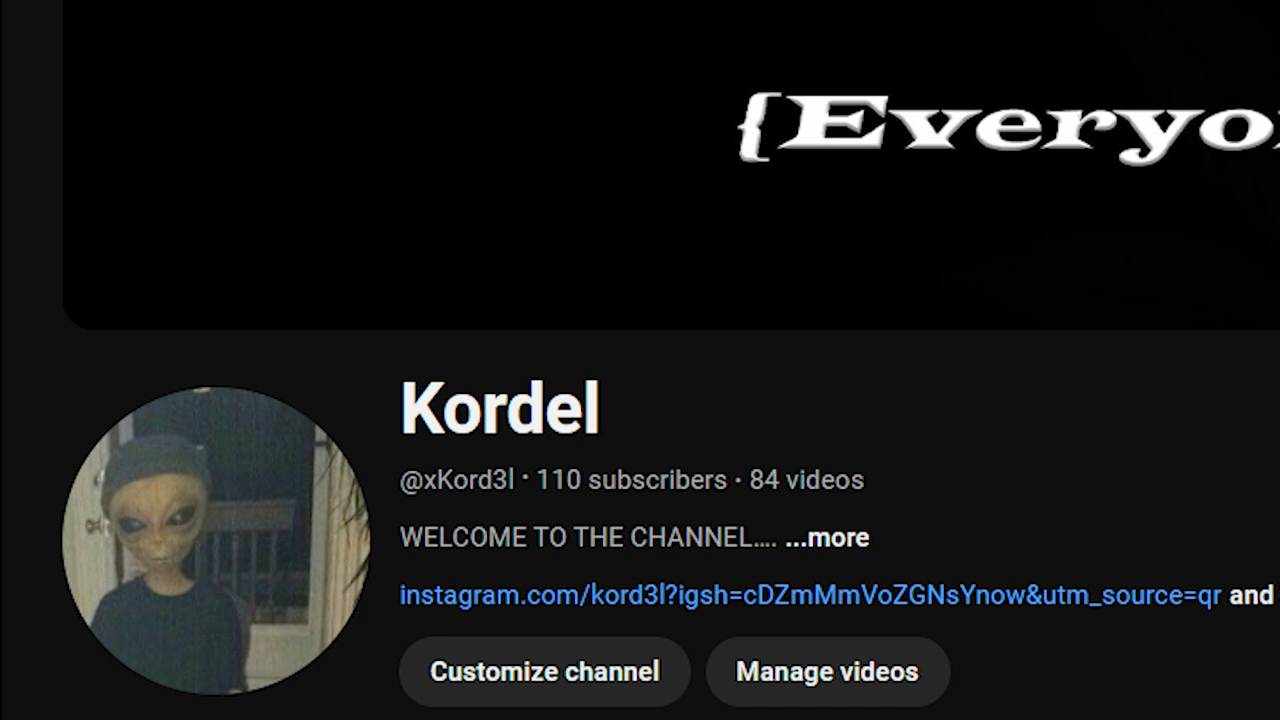 {Everyo
Kordel
@xKord3l • 110 subscribers • 84 videos
WELCOME TO THE CHANNEL.... ...more
instagram.com/kord3l?igsh=cDZmMmVoZGNsYnow&utm_source=qr and
Customize channel Manage videos